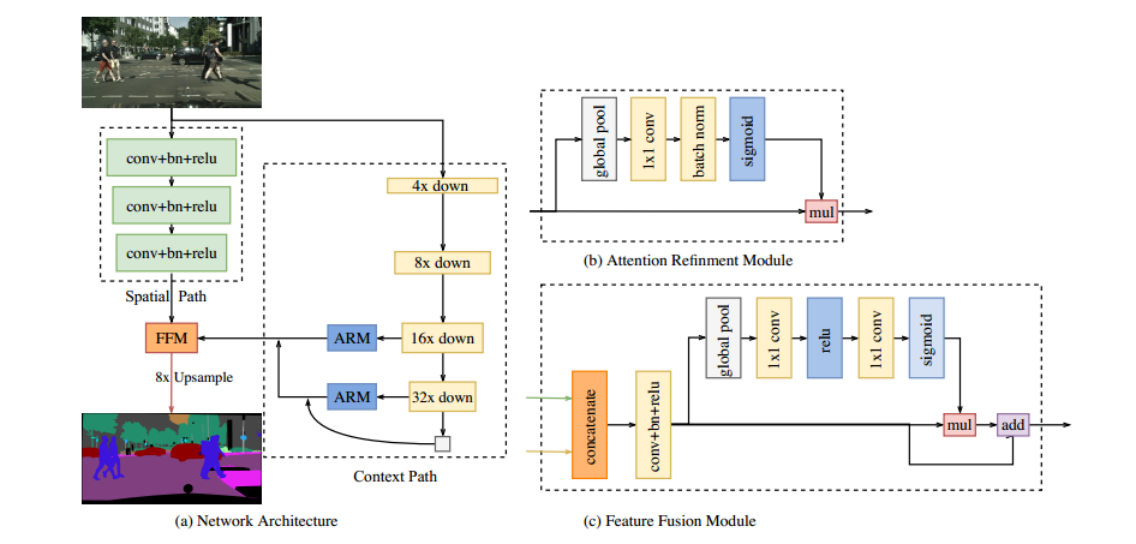 conv+bn+relu
conv+bn+relu
conv+bn+relu
Spatial Path
FFM
8x Upsample
4x down
8x down
ARM
16x down
ARM
32x down
Context Path
(a) Network Architecture
global pool
1x1 conv
batch norm
sigmoid
mul
(b) Attention Refinment Module
concatenate
conv+bn+relu
global pool
1x1 conv
relu
1x1 conv
sigmoid
mul
add
(c) Feature Fusion Module